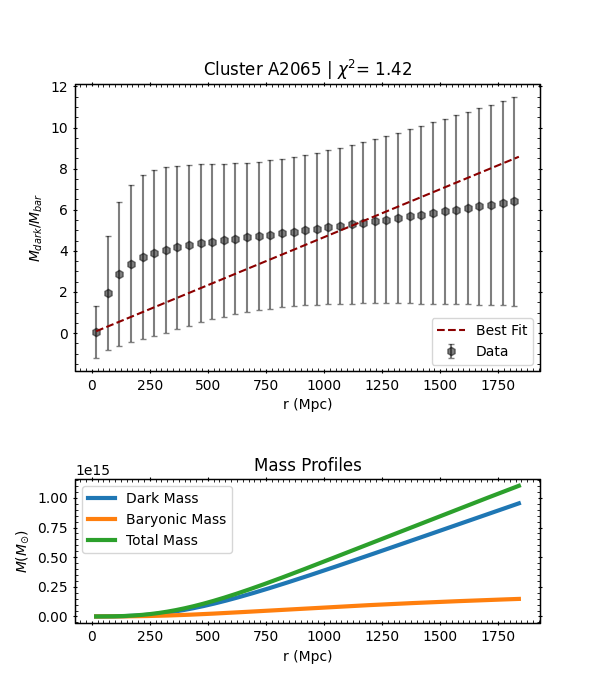 Cluster A2065 | χ²= 1.42
M_dark/M_bar
12
10
8
6
4
2
0
Best Fit
Data
0 250 500 750 1000 1250 1500 1750
r (Mpc)
Mass Profiles
1e15
M(M⊙)
1.00
0.75
0.50
0.25
0.00
Dark Mass
Baryonic Mass
Total Mass
0 250 500 750 1000 1250 1500 1750
r (Mpc)